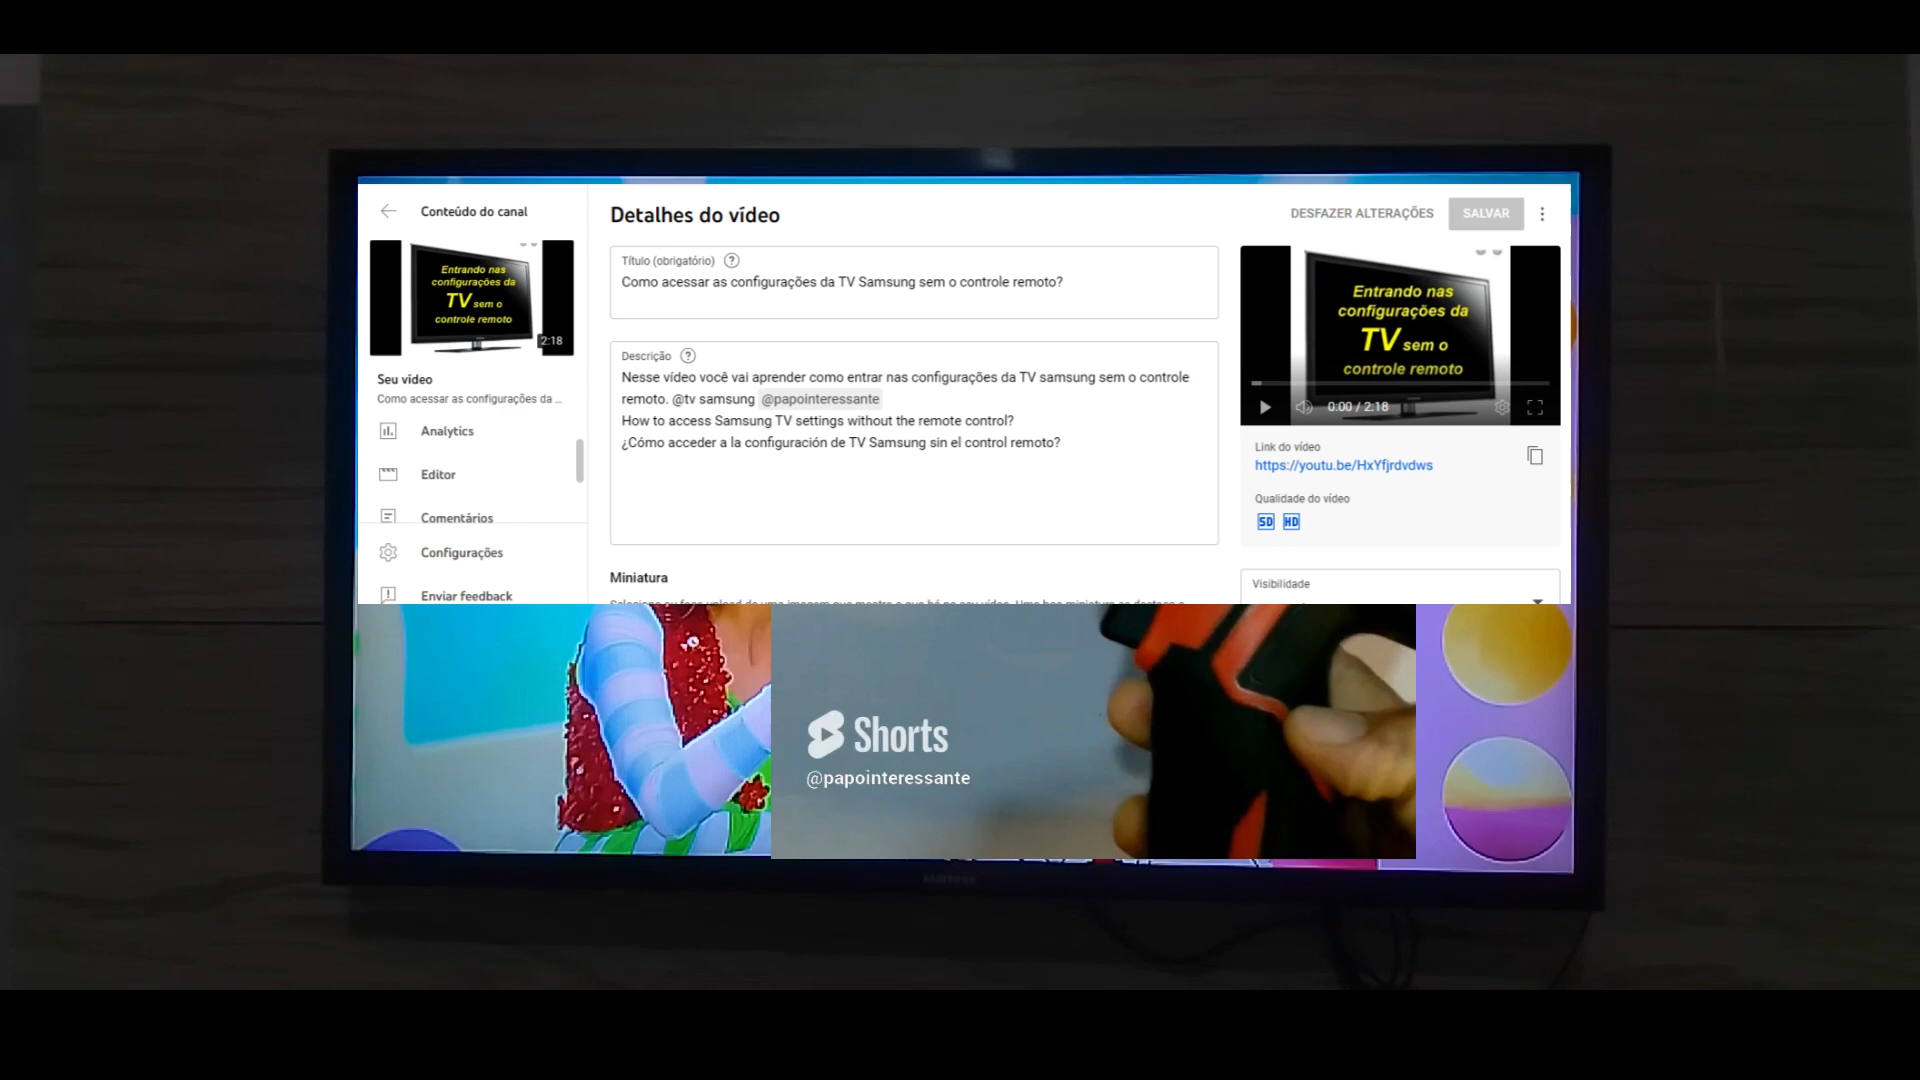 Conteúdo do canal
Entrando nas
configurações da
TV sem o
controle remoto
2:18
Seu vídeo
Como acessar as configurações da ...
Analytics
Editor
Comentários
Configurações
Enviar feedback
Detalhes do vídeo
DESFAZER ALTERAÇÕES
SALVAR
Título (obrigatório)
Como acessar as configurações da TV Samsung sem o controle remoto?
Descrição
Nesse vídeo você vai aprender como entrar nas configurações da TV samsung sem o controle
remoto. @tv samsung @papointeressante
How to access Samsung TV settings without the remote control?
¿Cómo acceder a la configuración de TV Samsung sin el control remoto?
Miniatura
Entrando nas
configurações da
TV sem o
controle remoto
0:00 / 2:18
Link do vídeo
https://youtu.be/HxYfjrdvdws
Qualidade do vídeo
SD HD
Visibilidade
Shorts
@papointeressante
SAMSUNG